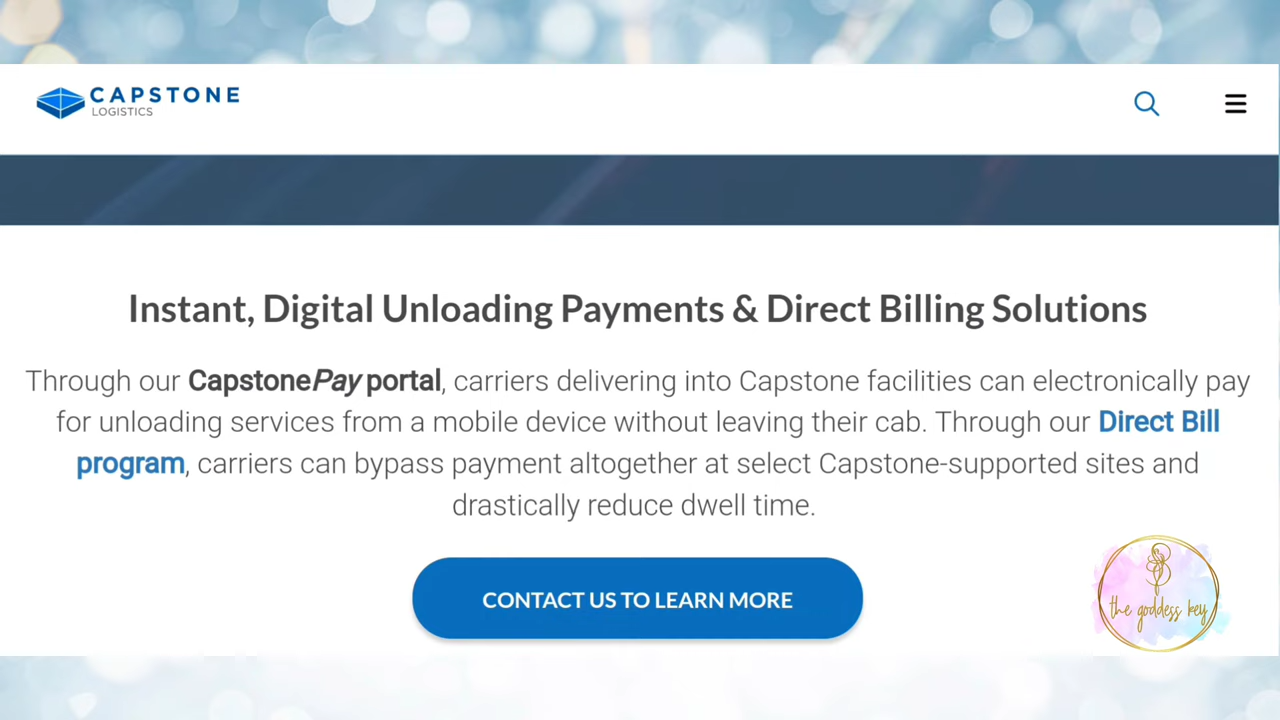 CAPSTONE
LOGISTICS
Instant, Digital Unloading Payments & Direct Billing Solutions
Through our CapstonePay portal, carriers delivering into Capstone facilities can electronically pay
for unloading services from a mobile device without leaving their cab. Through our Direct Bill
program, carriers can bypass payment altogether at select Capstone-supported sites and
drastically reduce dwell time.
CONTACT US TO LEARN MORE
the goddess key